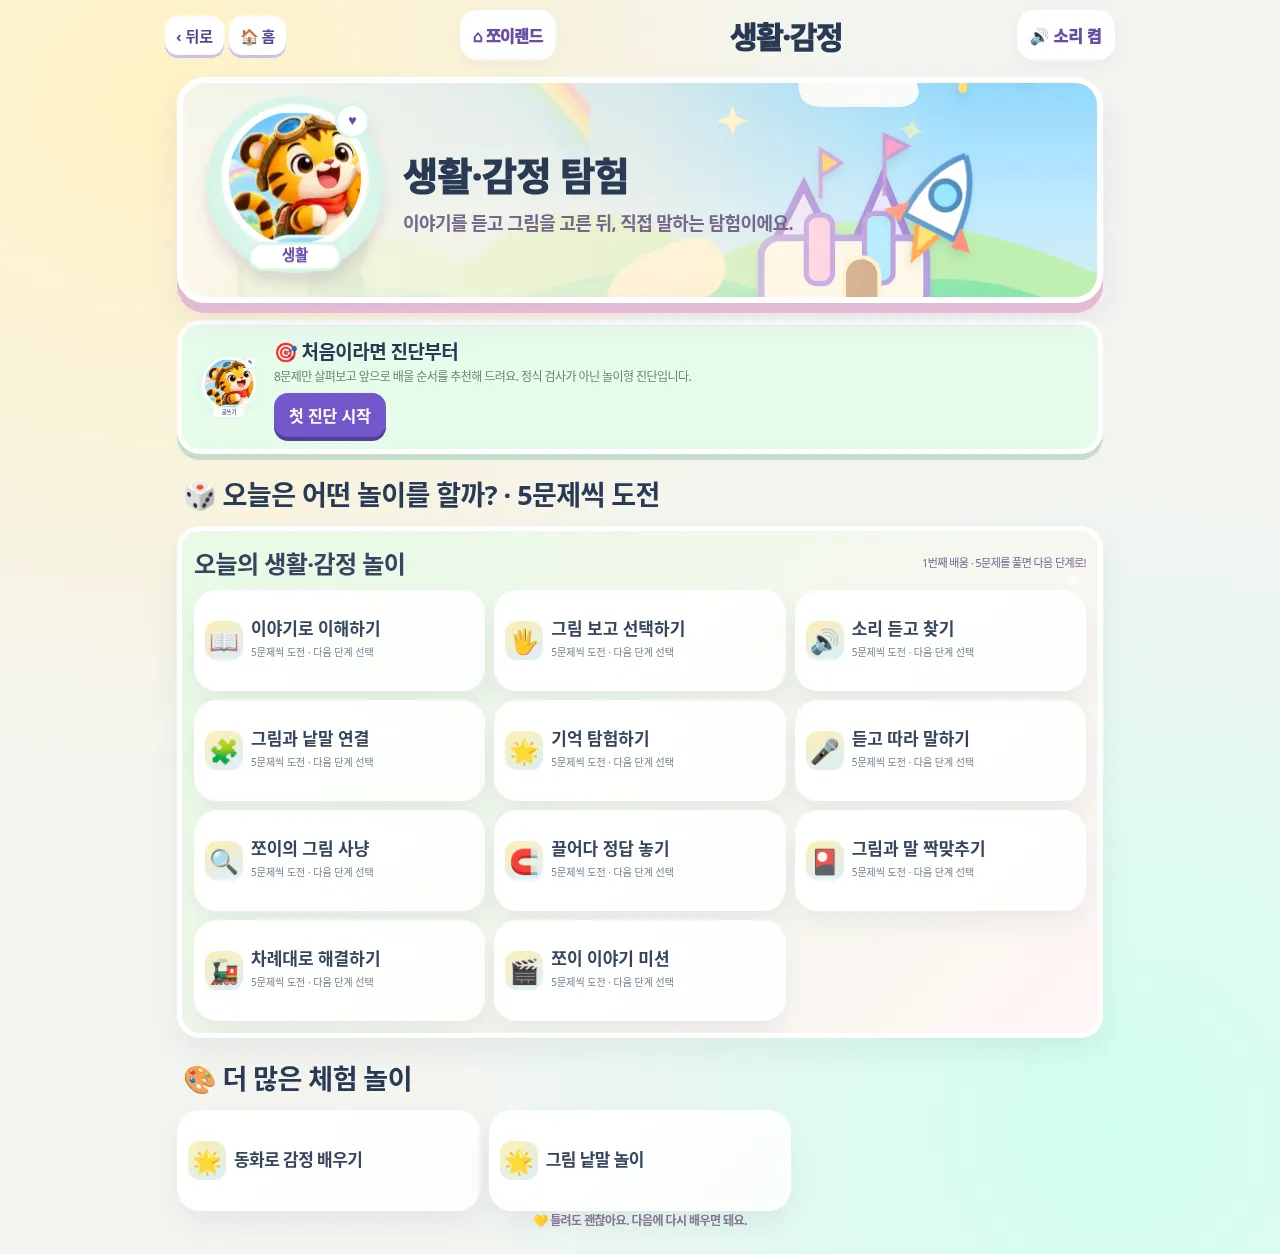 ‹ 뒤로
🏠 홈
⌂ 쪼이랜드
생활·감정
🔊 소리 켬
♥
생활
생활·감정 탐험
이야기를 듣고 그림을 고른 뒤, 직접 말하는 탐험이에요.
글쓰기
🎯 처음이라면 진단부터
8문제만 살펴보고 앞으로 배울 순서를 추천해 드려요. 정식 검사가 아닌 놀이형 진단입니다.
첫 진단 시작
🎲 오늘은 어떤 놀이를 할까? · 5문제씩 도전
오늘의 생활·감정 놀이
1번째 배움 · 5문제를 풀면 다음 단계로!
이야기로 이해하기
5문제씩 도전 · 다음 단계 선택
그림 보고 선택하기
5문제씩 도전 · 다음 단계 선택
소리 듣고 찾기
5문제씩 도전 · 다음 단계 선택
그림과 낱말 연결
5문제씩 도전 · 다음 단계 선택
기억 탐험하기
5문제씩 도전 · 다음 단계 선택
듣고 따라 말하기
5문제씩 도전 · 다음 단계 선택
쪼이의 그림 사냥
5문제씩 도전 · 다음 단계 선택
끌어다 정답 놓기
5문제씩 도전 · 다음 단계 선택
그림과 말 짝맞추기
5문제씩 도전 · 다음 단계 선택
차례대로 해결하기
5문제씩 도전 · 다음 단계 선택
쪼이 이야기 미션
5문제씩 도전 · 다음 단계 선택
🎨 더 많은 체험 놀이
동화로 감정 배우기
그림 낱말 놀이
💛 틀려도 괜찮아요. 다음에 다시 배우면 돼요.